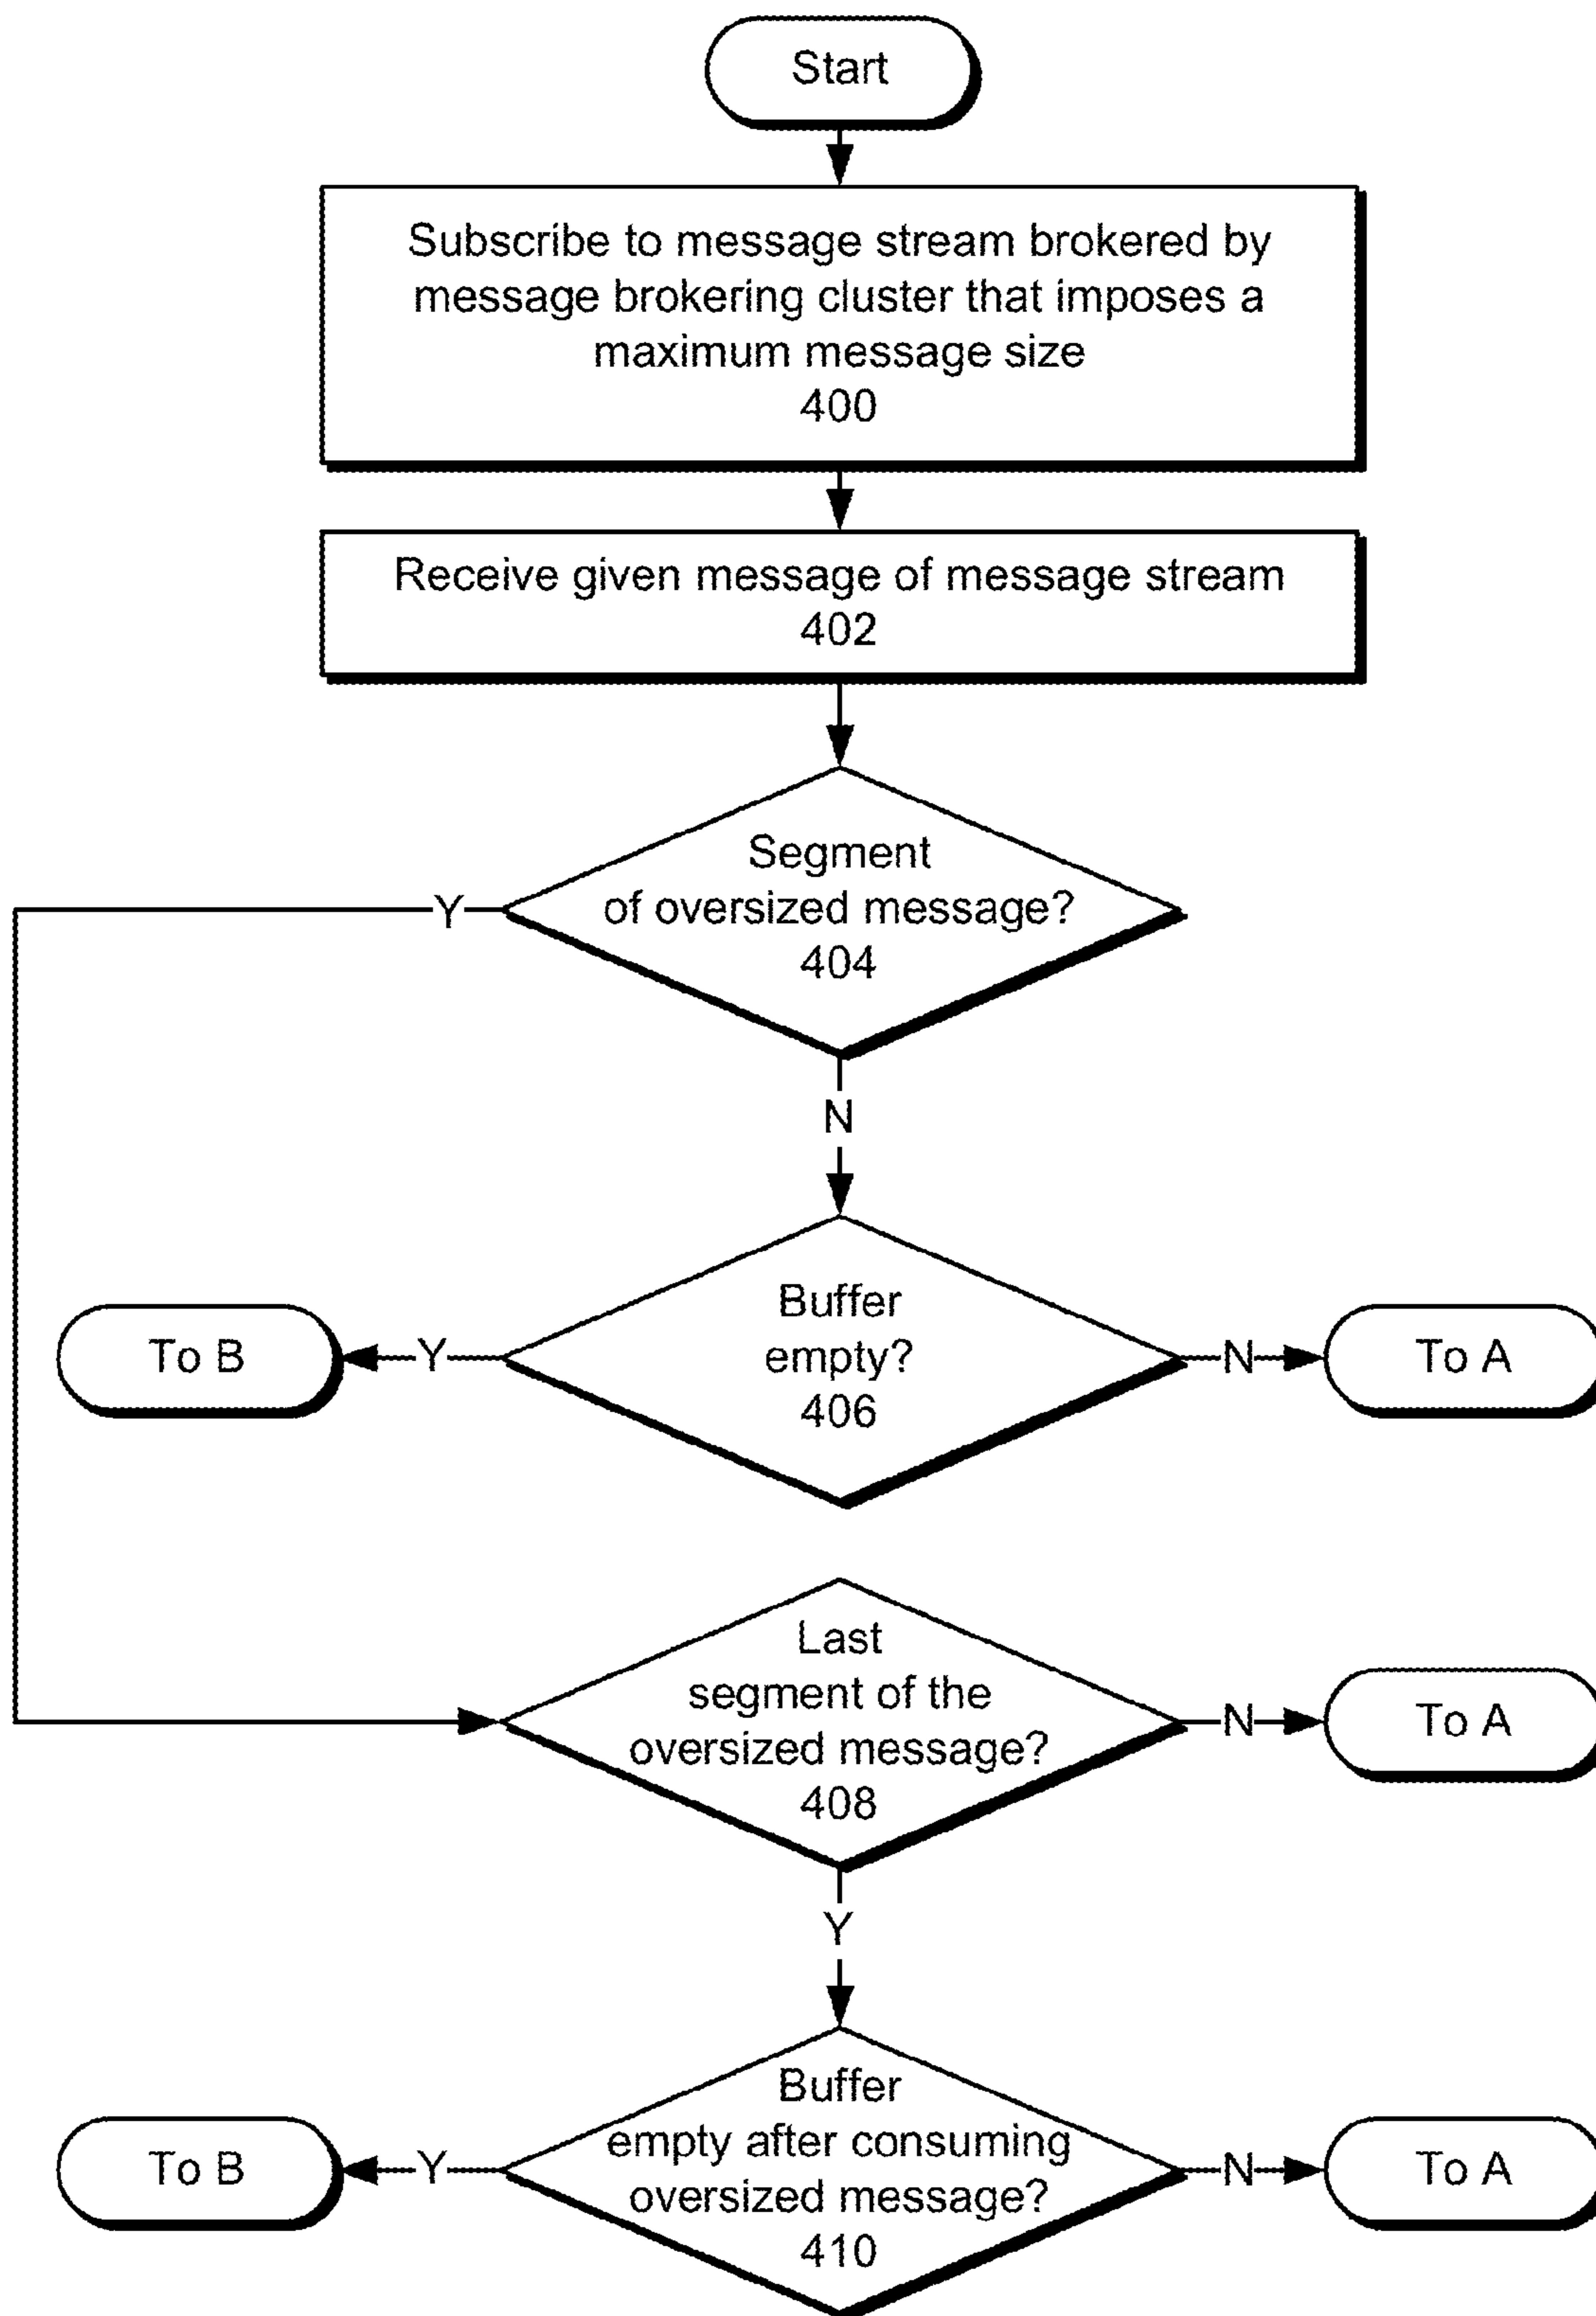 Start
Subscribe to message stream brokered by
message brokering cluster that imposes a
maximum message size
400
Receive given message of message stream
402
Segment
of oversized message?
404
Y
N
Buffer
empty?
406
Y
To B
N
To A
Last
segment of the
oversized message?
408
N
To A
Y
Buffer
empty after consuming
oversized message?
410
Y
To B
N
To A